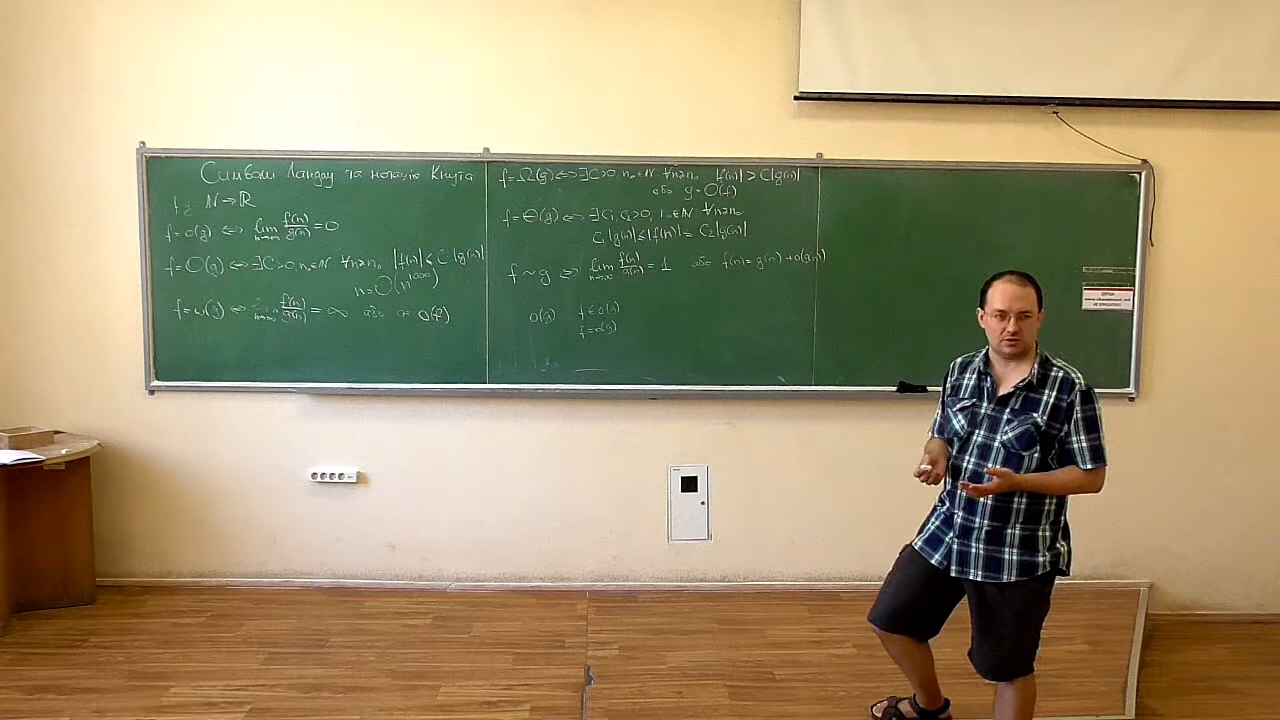 Символи Ландау та нотація Кнута
f, g: N → R
f = o(g) ⇔ lim n→∞ f(n)/g(n) = 0
f = O(g) ⇔ ∃ C > 0, n₀ ∈ N ∀n ≥ n₀ |f(n)| ≤ C |g(n)|
n = O(n¹⁰⁰⁰)
f = ω(g) ⇔ lim n→∞ f(n)/g(n) = ∞ або g = o(f)
f = Ω(g) ⇔ ∃ C > 0, n₀ ∈ N ∀n ≥ n₀ |f(n)| > C|g(n)|
або g = O(f)
f = Θ(g) ⇔ ∃ C₁, C₂ > 0, n₀ ∈ N ∀n ≥ n₀
C₁|g(n)| ≤ |f(n)| ≤ C₂|g(n)|
f ~ g ⇔ lim n→∞ f(n)/g(n) = 1 або f(n) = g(n) + o(g(n))
o(g) f ∈ o(g)
f = o(g)